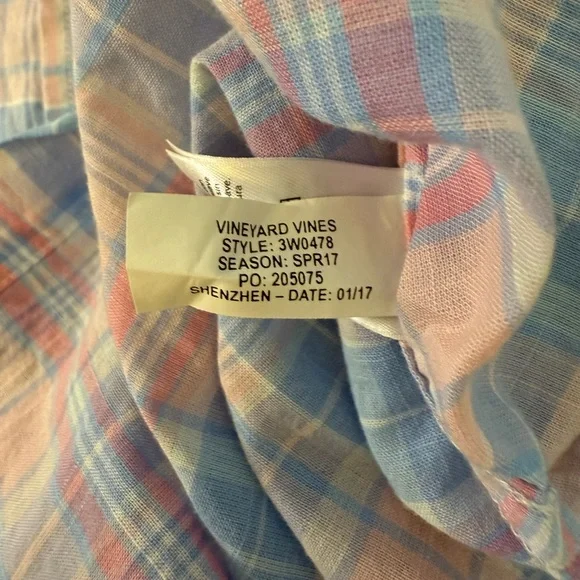 VINEYARD VINES
STYLE: 3W0478
SEASON: SPR17
PO: 205075
SHENZHEN – DATE: 01/17